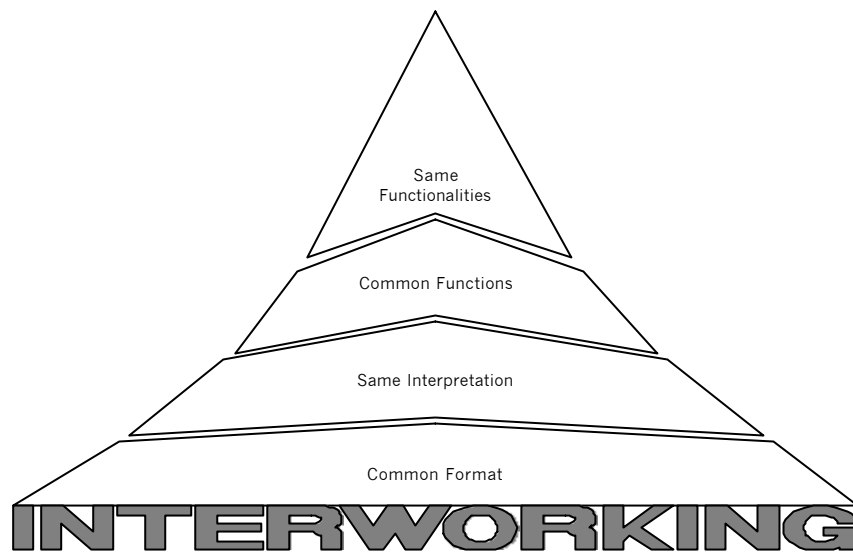 Same
Functionalities
Common Functions
Same Interpretation
Common Format
INTERWORKING